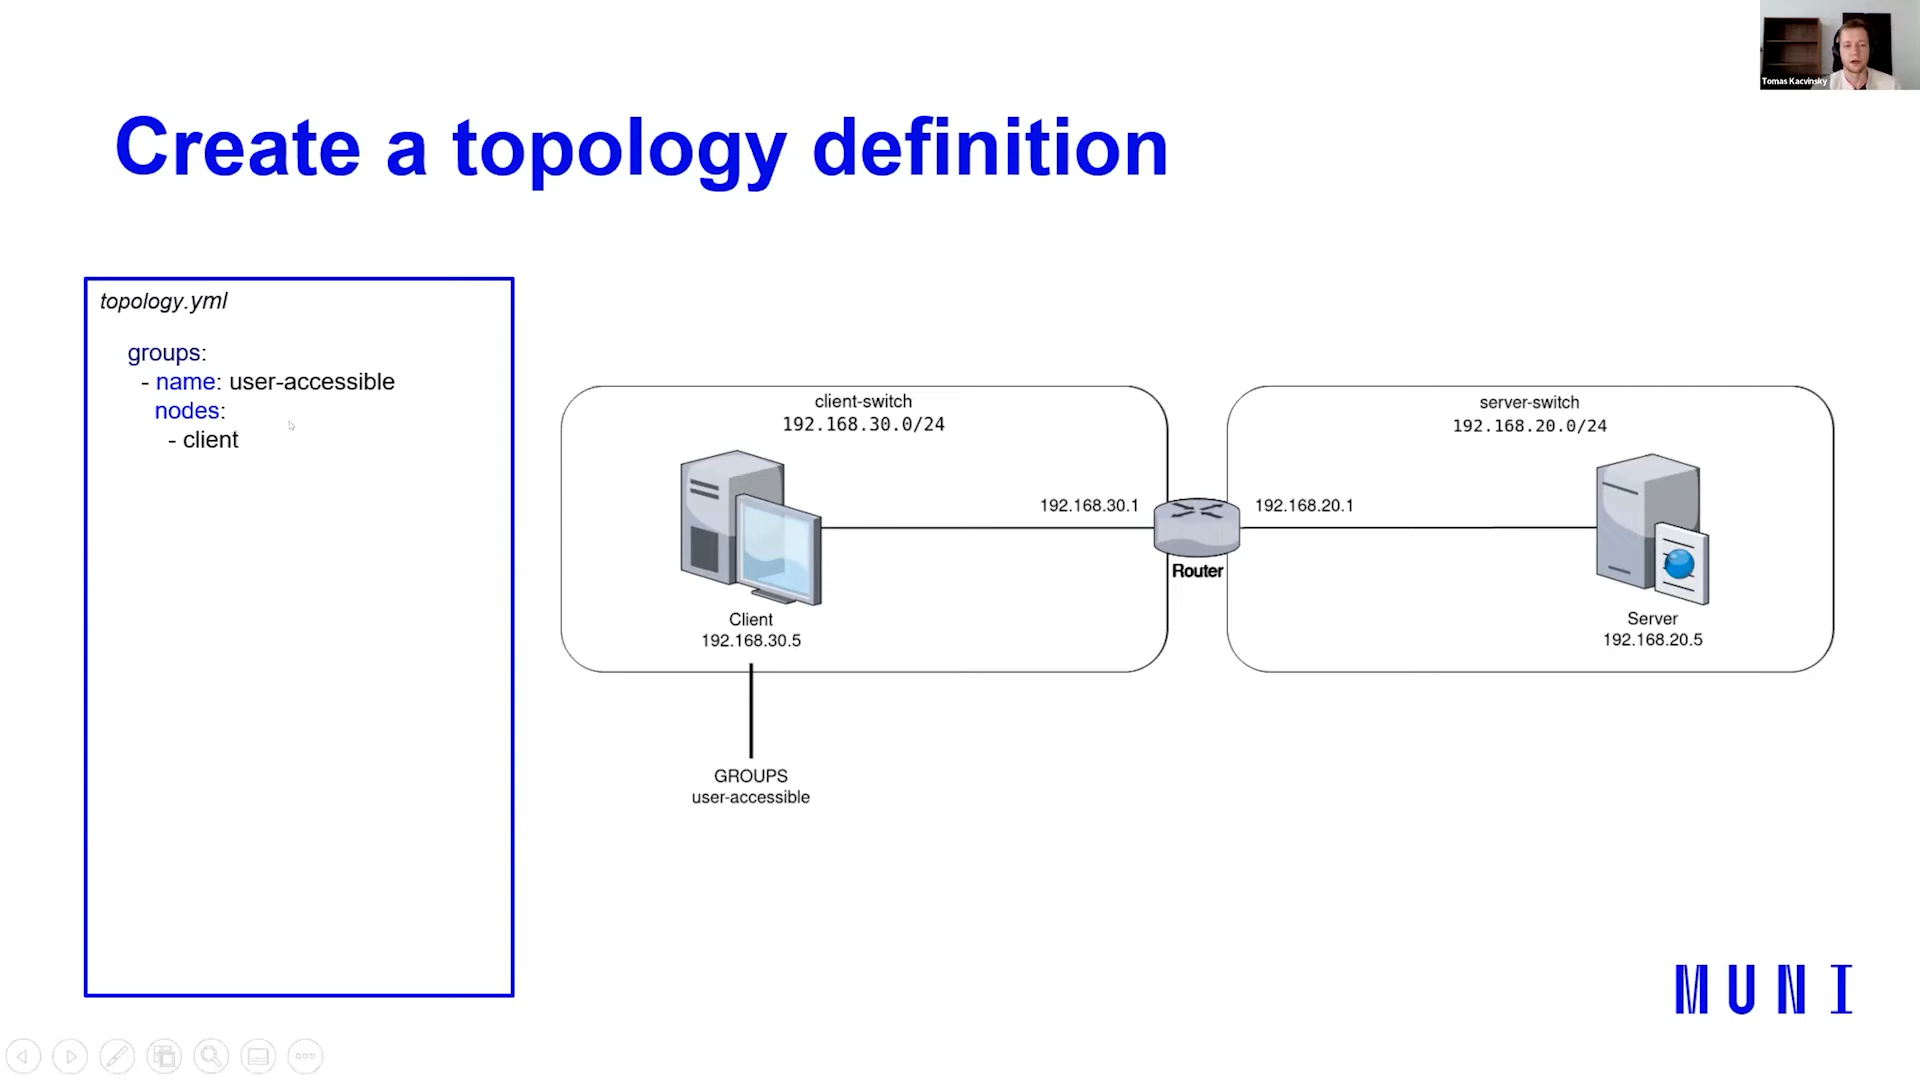 Tomas Kacvinsky
Create a topology definition
topology.yml
groups:
- name: user-accessible
nodes:
- client
client-switch
192.168.30.0/24
192.168.30.1
Router
Client
192.168.30.5
GROUPS
user-accessible
server-switch
192.168.20.0/24
192.168.20.1
Server
192.168.20.5
MUNI